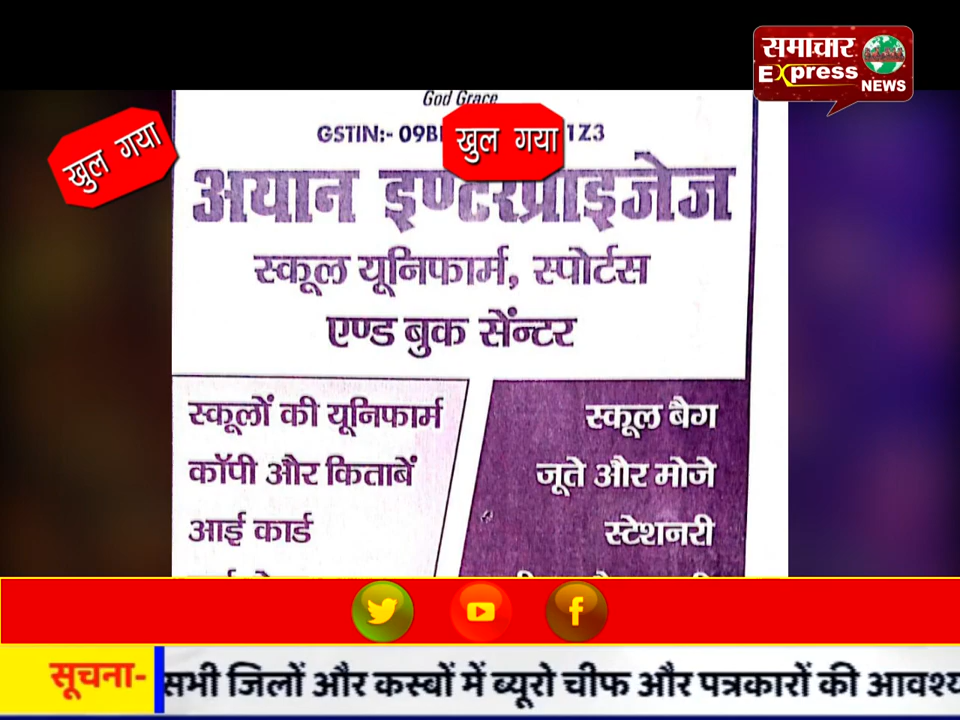 समाचार
Express
NEWS
God Grace
खुल गया
GSTIN:- 09B
खुल गया
1Z3
अयान इण्टरप्राइजेज
स्कूल यूनिफार्म, स्पोर्टस
एण्ड बुक सेंन्टर
स्कूलों की यूनिफार्म
कॉपी और किताबें
आई कार्ड
स्कूल बैग
जूते और मोजे
स्टेशनरी
सूचना-
सभी जिलों और कस्बों में ब्यूरो चीफ और पत्रकारों की